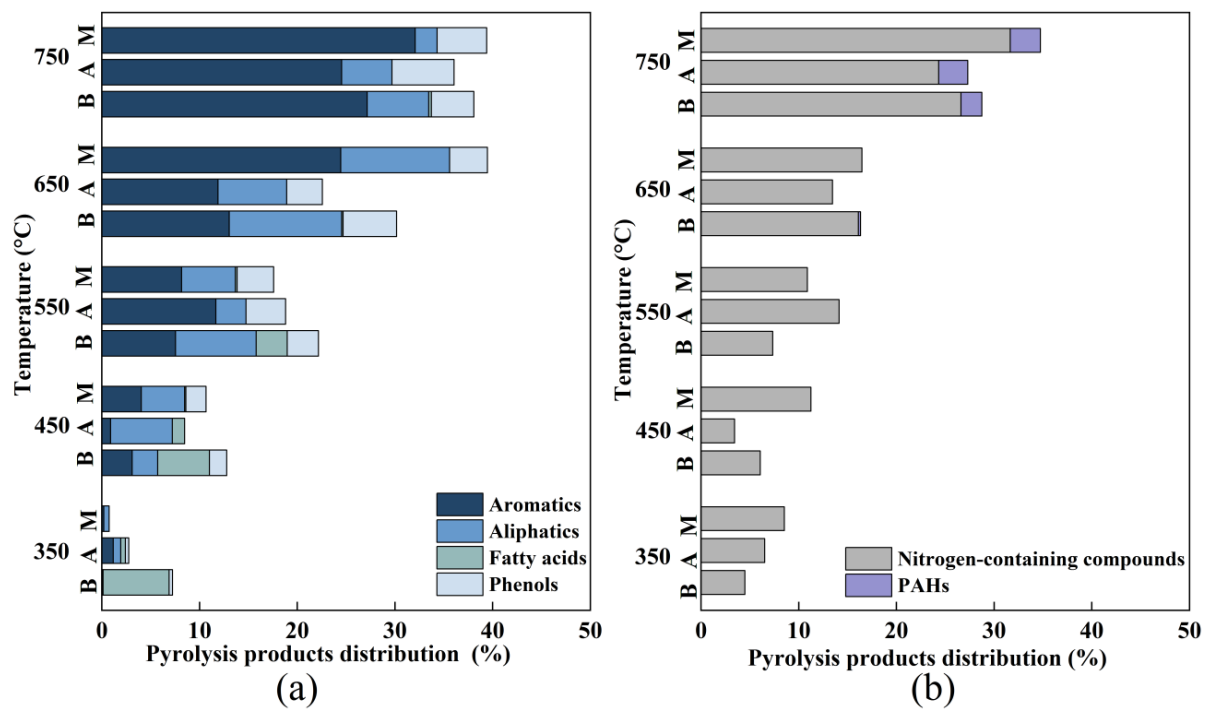 Temperature (°C)
750
M
A
B
650
M
A
B
550
M
A
B
450
M
A
B
350
M
A
B
Aromatics
Aliphatics
Fatty acids
Phenols
0 10 20 30 40 50
Pyrolysis products distribution (%)
(a)
Temperature (°C)
750
M
A
B
650
M
A
B
550
M
A
B
450
M
A
B
350
M
A
B
Nitrogen-containing compounds
PAHs
0 10 20 30 40 50
Pyrolysis products distribution (%)
(b)